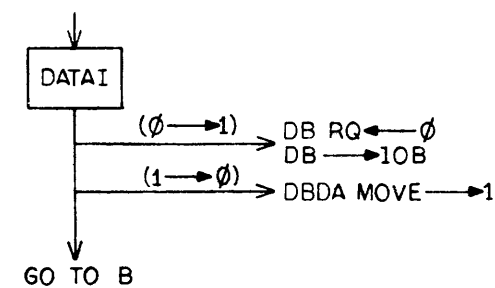 DATAI
(Ø→1) DB RQ←Ø
DB→IOB
(1→Ø) DBDA MOVE→1
GO TO B